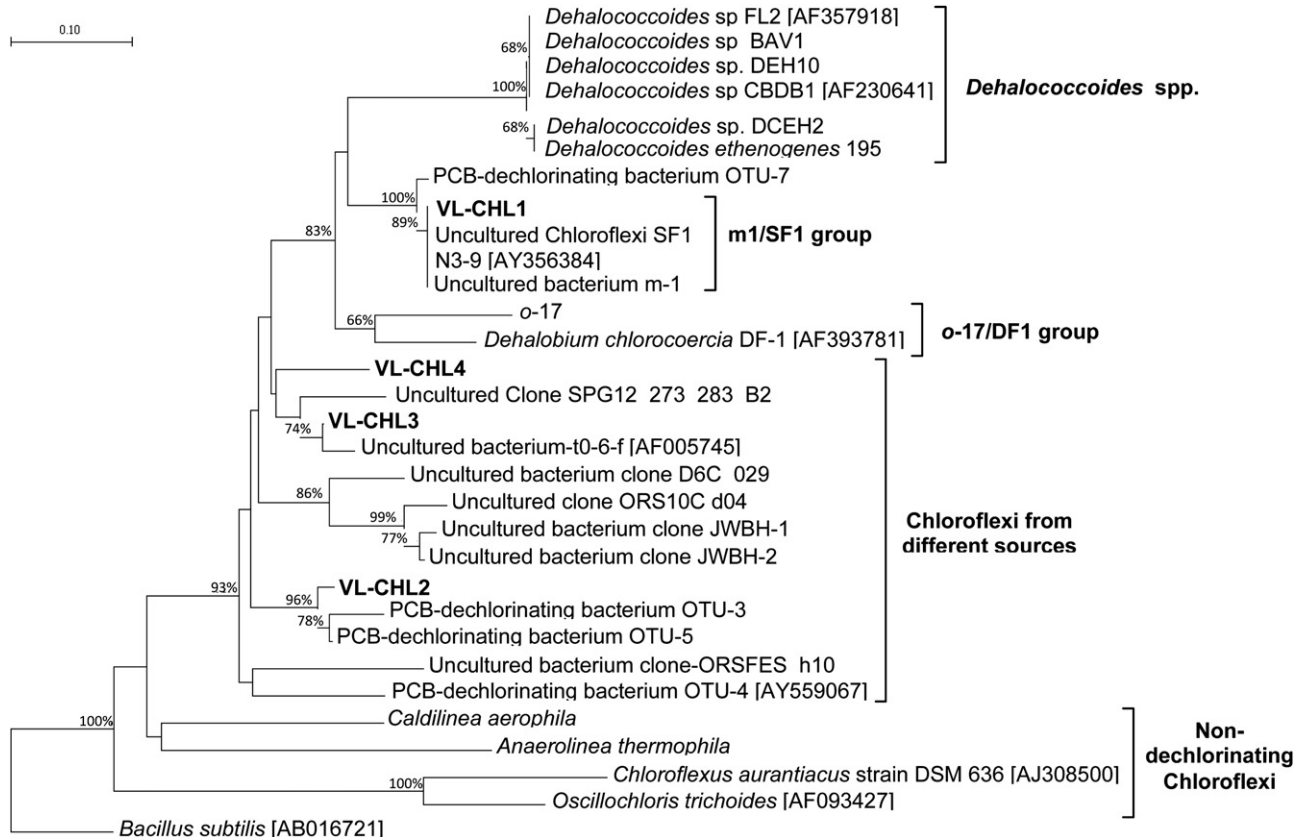 0.10
Dehalococcoides sp FL2 [AF357918]
68%
Dehalococcoides sp BAV1
Dehalococcoides sp. DEH10
100%
Dehalococcoides sp CBDB1 [AF230641]
Dehalococcoides spp.
68%
Dehalococcoides sp. DCEH2
Dehalococcoides ethenogenes 195
PCB-dechlorinating bacterium OTU-7
100%
VL-CHL1
89%
Uncultured Chloroflexi SF1
N3-9 [AY356384]
Uncultured bacterium m-1
m1/SF1 group
83%
o-17
66%
Dehalobium chlorocoercia DF-1 [AF393781]
o-17/DF1 group
VL-CHL4
Uncultured Clone SPG12 273 283 B2
VL-CHL3
74%
Uncultured bacterium-t0-6-f [AF005745]
Uncultured bacterium clone D6C 029
86%
Uncultured clone ORS10C d04
99%
Uncultured bacterium clone JWBH-1
77%
Uncultured bacterium clone JWBH-2
Chloroflexi from
different sources
93%
VL-CHL2
96%
PCB-dechlorinating bacterium OTU-3
78%
PCB-dechlorinating bacterium OTU-5
Uncultured bacterium clone-ORSFES h10
PCB-dechlorinating bacterium OTU-4 [AY559067]
100%
Caldilinea aerophila
Anaerolinea thermophila
Non-
dechlorinating
Chloroflexi
Chloroflexus aurantiacus strain DSM 636 [AJ308500]
100%
Oscillochloris trichoides [AF093427]
Bacillus subtilis [AB016721]